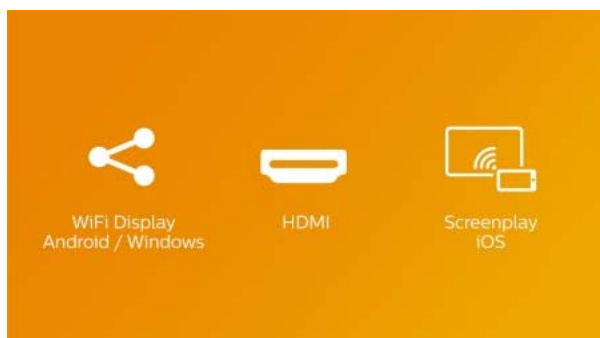 WiFi Display
Android / Windows
HDMI
Screenplay
iOS